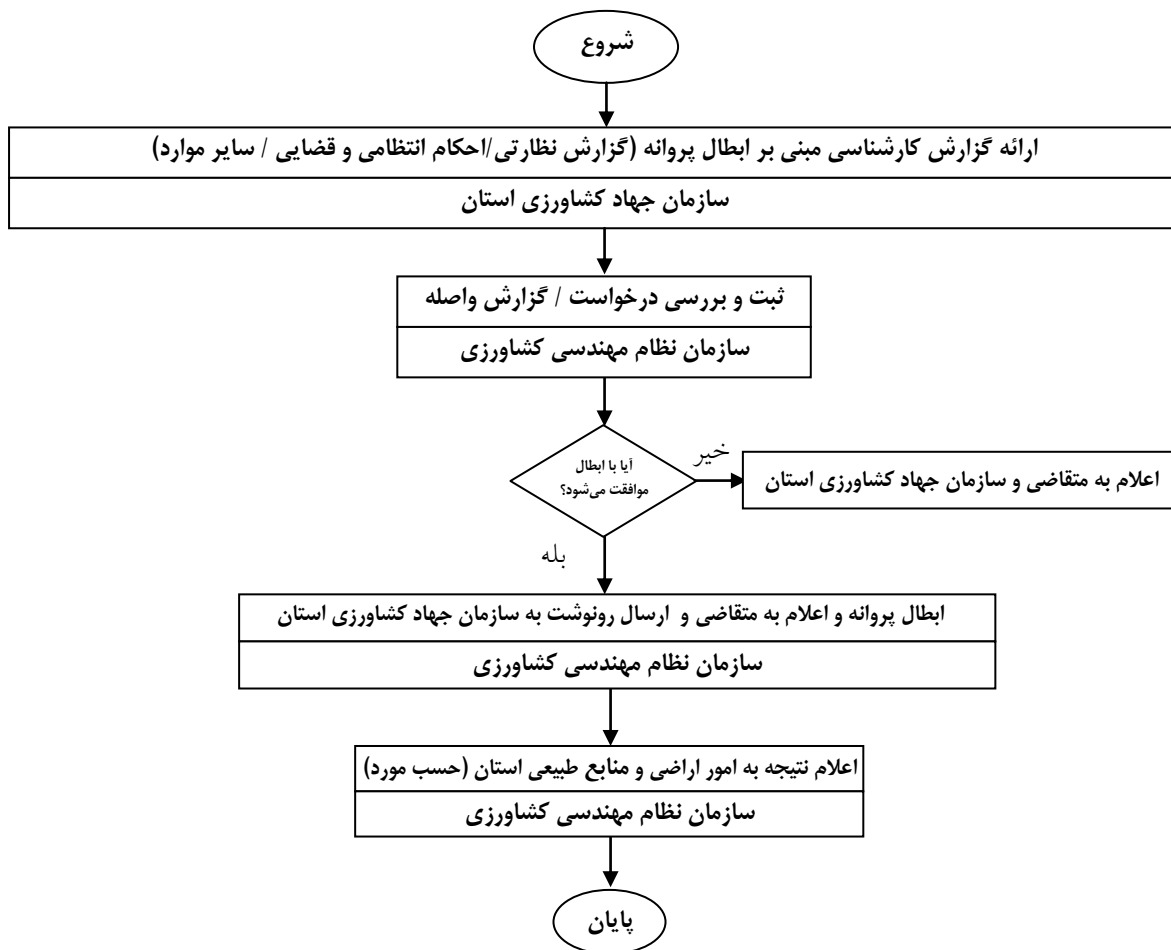 شروع
ارائه گزارش کارشناسی مبنی بر ابطال پروانه (گزارش نظارتی/احکام انتظامی و قضایی / سایر موارد)
سازمان جهاد کشاورزی استان
ثبت و بررسی درخواست / گزارش واصله
سازمان نظام مهندسی کشاورزی
آیا با ابطال
موافقت می‌شود؟
خیر
اعلام به متقاضی و سازمان جهاد کشاورزی استان
بله
ابطال پروانه و اعلام به متقاضی و ارسال رونوشت به سازمان جهاد کشاورزی استان
سازمان نظام مهندسی کشاورزی
اعلام نتیجه به امور اراضی و منابع طبیعی استان (حسب مورد)
سازمان نظام مهندسی کشاورزی
پایان